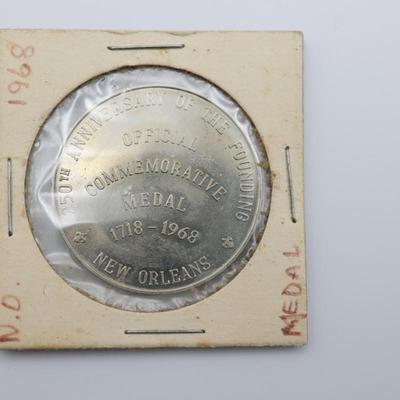 1968
250TH ANNIVERSARY OF THE FOUNDING
OFFICIAL
COMMEMORATIVE
MEDAL
1718-1968
NEW ORLEANS
N.O.
MEDAL